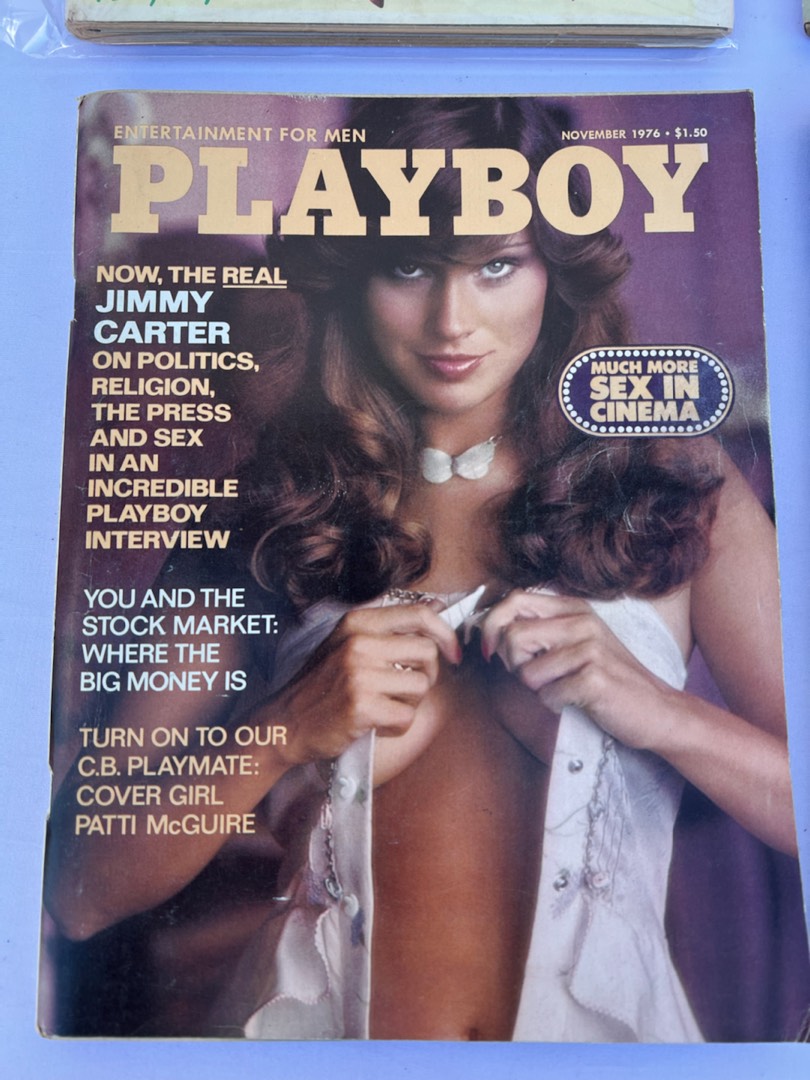 ENTERTAINMENT FOR MEN
NOVEMBER 1976 • $1.50
PLAYBOY
NOW, THE REAL
JIMMY
CARTER
ON POLITICS,
RELIGION,
THE PRESS
AND SEX
IN AN
INCREDIBLE
PLAYBOY
INTERVIEW
MUCH MORE
SEX IN
CINEMA
YOU AND THE
STOCK MARKET:
WHERE THE
BIG MONEY IS
TURN ON TO OUR
C.B. PLAYMATE:
COVER GIRL
PATTI McGUIRE